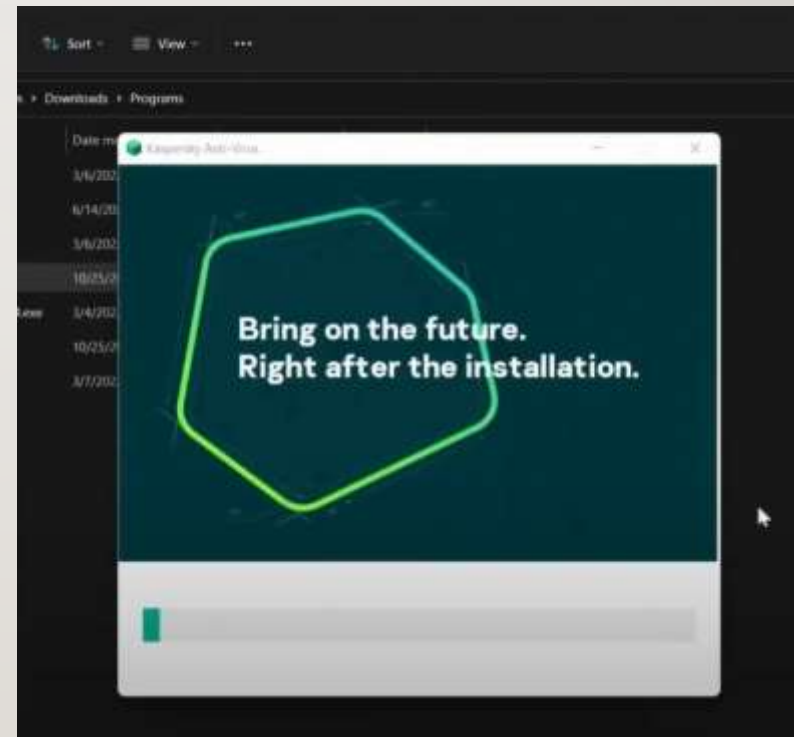 Sort
View
Downloads
Programs
Kaspersky Anti-Virus
3/6/202
6/14/20
3/6/202
10/25/2
3/4/202
10/25/2
3/7/202
Bring on the future.
Right after the installation.